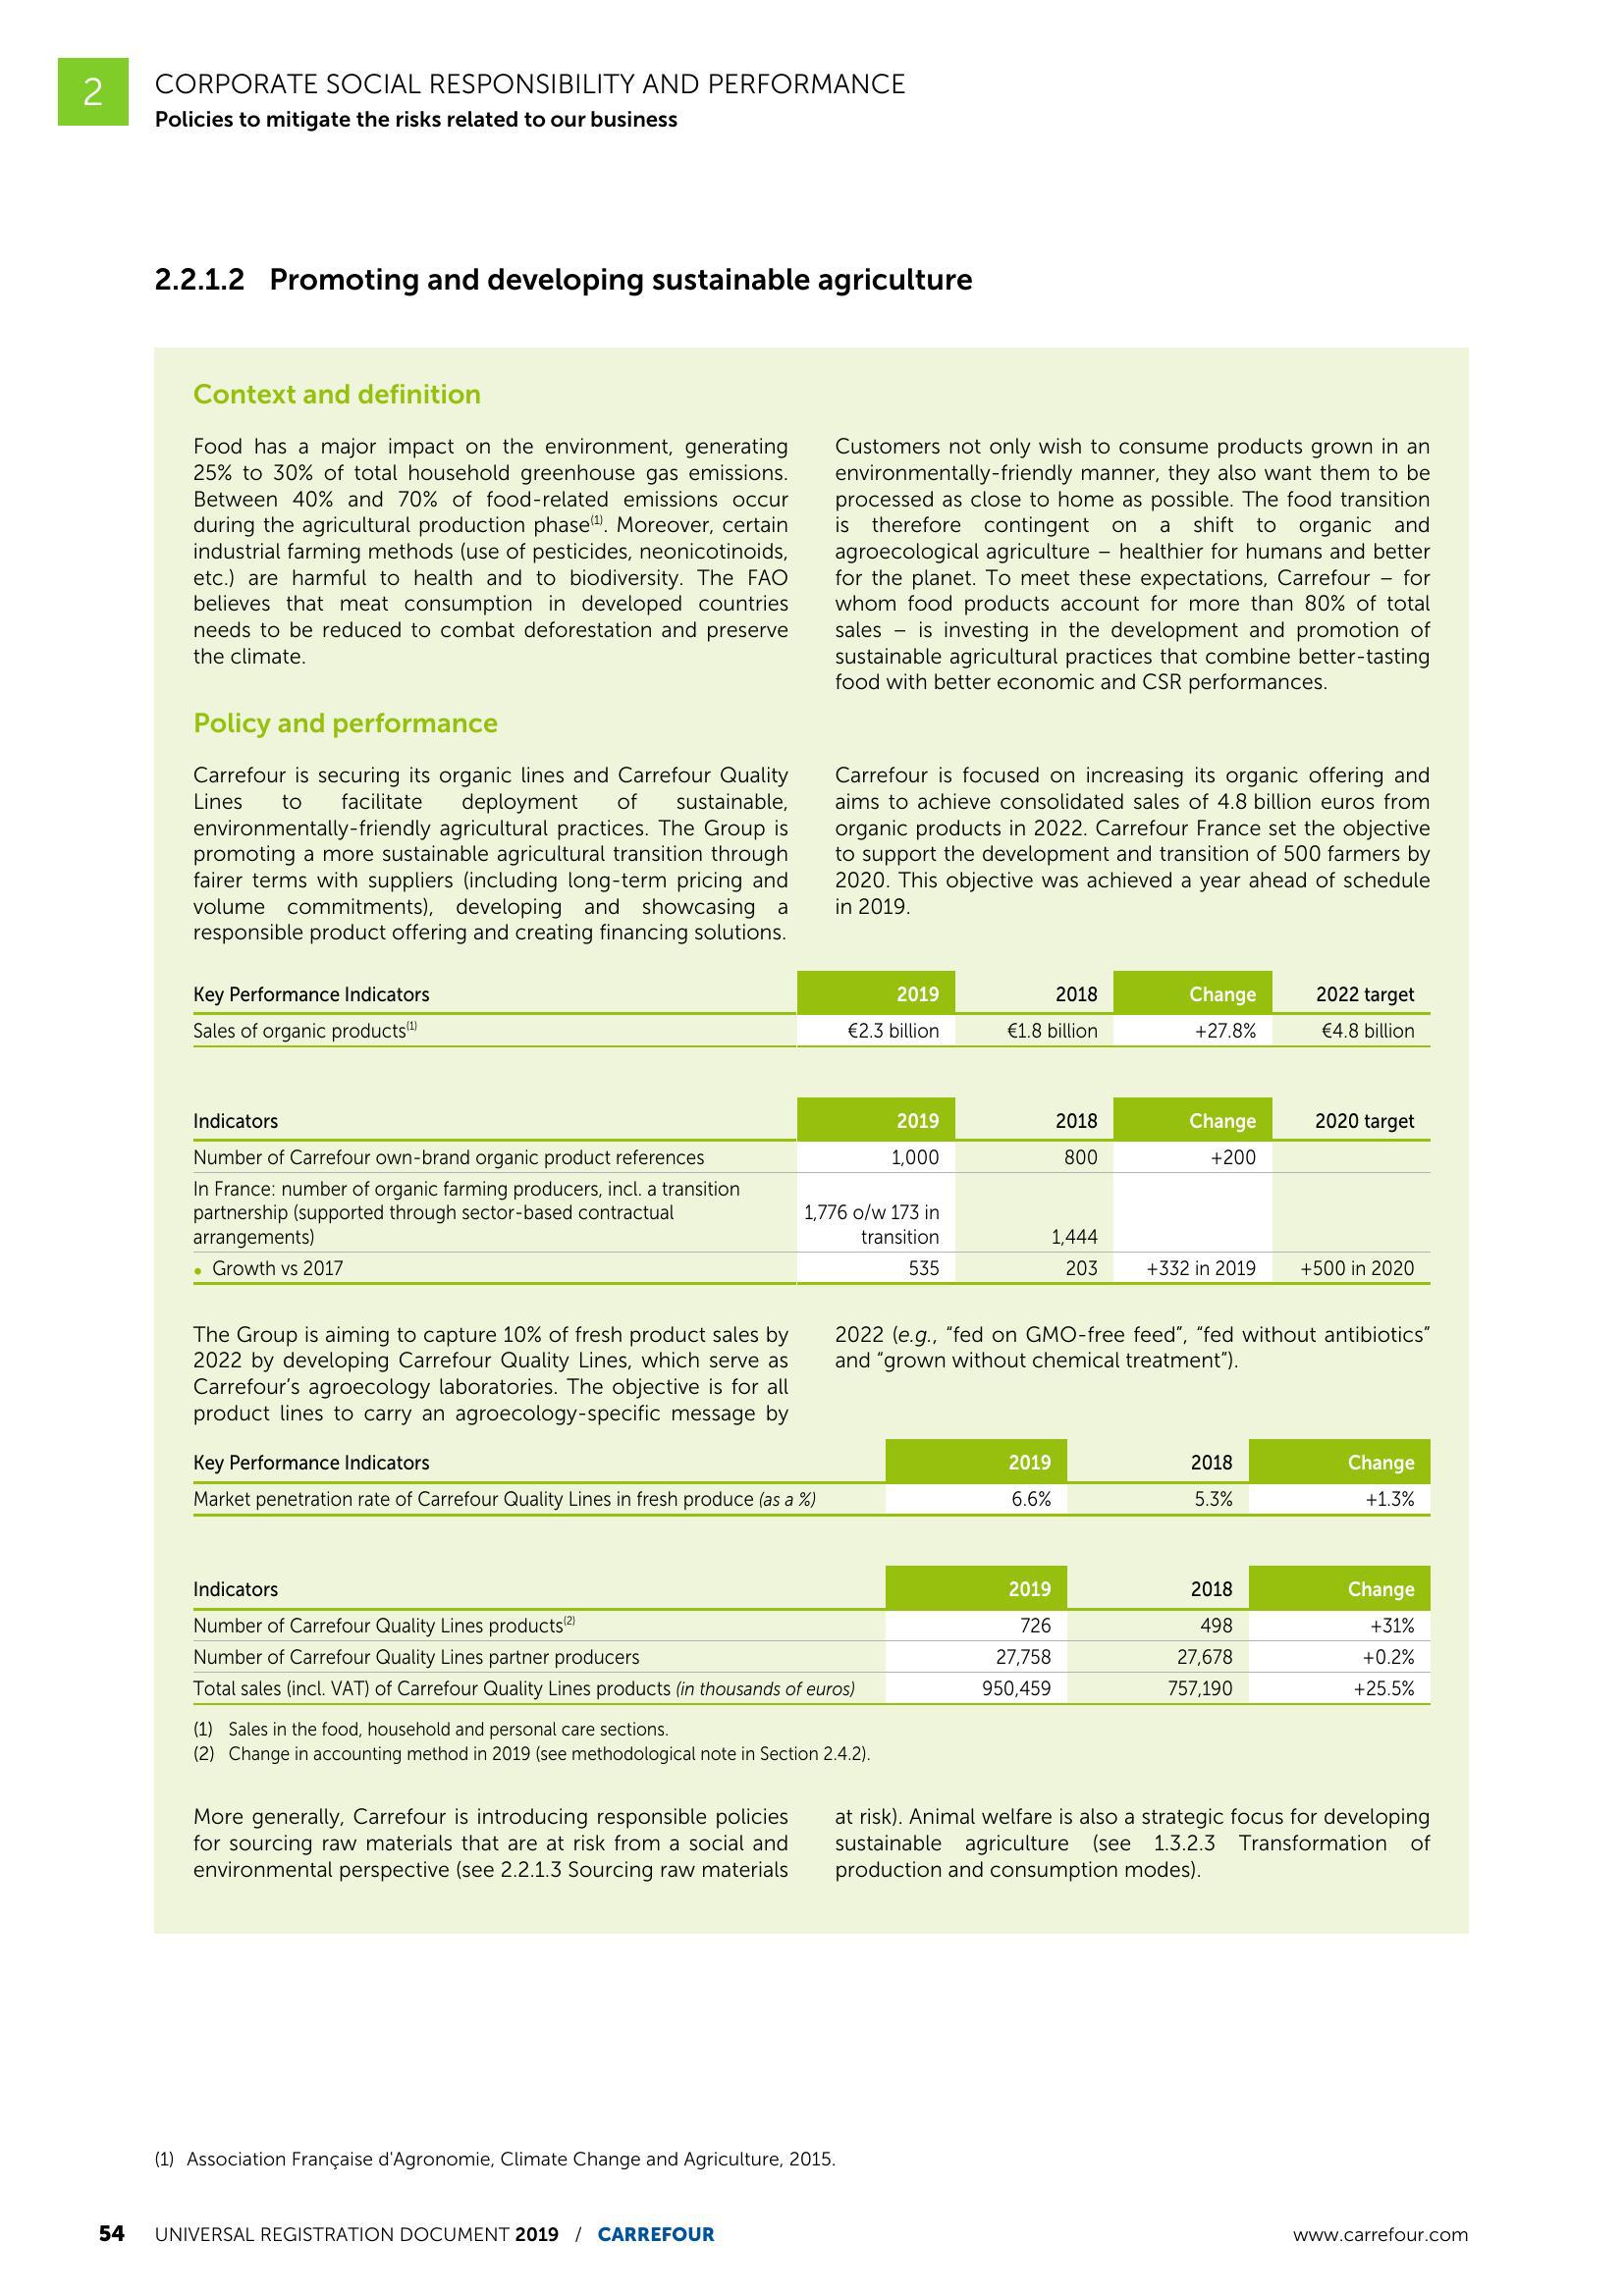 2
CORPORATE SOCIAL RESPONSIBILITY AND PERFORMANCE
Policies to mitigate the risks related to our business
2.2.1.2 Promoting and developing sustainable agriculture
Context and definition
Food has a major impact on the environment, generating
25% to 30% of total household greenhouse gas emissions.
Between 40% and 70% of food-related emissions occur
during the agricultural production phase(1). Moreover, certain
industrial farming methods (use of pesticides, neonicotinoids,
etc.) are harmful to health and to biodiversity. The FAO
believes that meat consumption in developed countries
needs to be reduced to combat deforestation and preserve
the climate.
Customers not only wish to consume products grown in an
environmentally-friendly manner, they also want them to be
processed as close to home as possible. The food transition
is therefore contingent on a shift to organic and
agroecological agriculture – healthier for humans and better
for the planet. To meet these expectations, Carrefour – for
whom food products account for more than 80% of total
sales – is investing in the development and promotion of
sustainable agricultural practices that combine better-tasting
food with better economic and CSR performances.
Policy and performance
Carrefour is securing its organic lines and Carrefour Quality
Lines to facilitate deployment of sustainable,
environmentally-friendly agricultural practices. The Group is
promoting a more sustainable agricultural transition through
fairer terms with suppliers (including long-term pricing and
volume commitments), developing and showcasing a
responsible product offering and creating financing solutions.
Carrefour is focused on increasing its organic offering and
aims to achieve consolidated sales of 4.8 billion euros from
organic products in 2022. Carrefour France set the objective
to support the development and transition of 500 farmers by
2020. This objective was achieved a year ahead of schedule
in 2019.
Key Performance Indicators 2019 2018 Change 2022 target
Sales of organic products(1) €2.3 billion €1.8 billion +27.8% €4.8 billion
Indicators 2019 2018 Change 2020 target
Number of Carrefour own-brand organic product references 1,000 800 +200
In France: number of organic farming producers, incl. a transition
partnership (supported through sector-based contractual 1,776 o/w 173 in
arrangements) transition 1,444
• Growth vs 2017 535 203 +332 in 2019 +500 in 2020
The Group is aiming to capture 10% of fresh product sales by
2022 by developing Carrefour Quality Lines, which serve as
Carrefour's agroecology laboratories. The objective is for all
product lines to carry an agroecology-specific message by
2022 (e.g., "fed on GMO-free feed", "fed without antibiotics"
and "grown without chemical treatment").
Key Performance Indicators 2019 2018 Change
Market penetration rate of Carrefour Quality Lines in fresh produce (as a %) 6.6% 5.3% +1.3%
Indicators 2019 2018 Change
Number of Carrefour Quality Lines products(2) 726 498 +31%
Number of Carrefour Quality Lines partner producers 27,758 27,678 +0.2%
Total sales (incl. VAT) of Carrefour Quality Lines products (in thousands of euros) 950,459 757,190 +25.5%
(1) Sales in the food, household and personal care sections.
(2) Change in accounting method in 2019 (see methodological note in Section 2.4.2).
More generally, Carrefour is introducing responsible policies
for sourcing raw materials that are at risk from a social and
environmental perspective (see 2.2.1.3 Sourcing raw materials
at risk). Animal welfare is also a strategic focus for developing
sustainable agriculture (see 1.3.2.3 Transformation of
production and consumption modes).
(1) Association Française d'Agronomie, Climate Change and Agriculture, 2015.
54 UNIVERSAL REGISTRATION DOCUMENT 2019 / CARREFOUR www.carrefour.com